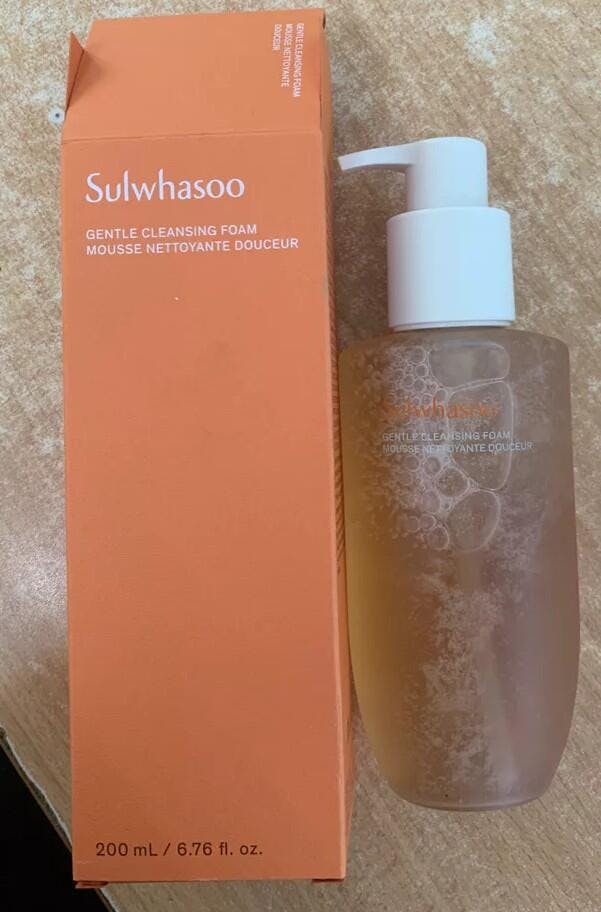 GENTLE CLEANSING FOAM
MOUSSE NETTOYANTE
DOUCEUR
Sulwhasoo
GENTLE CLEANSING FOAM
MOUSSE NETTOYANTE DOUCEUR
200 mL / 6.76 fl. oz.
Sulwhasoo
GENTLE CLEANSING FOAM
MOUSSE NETTOYANTE DOUCEUR